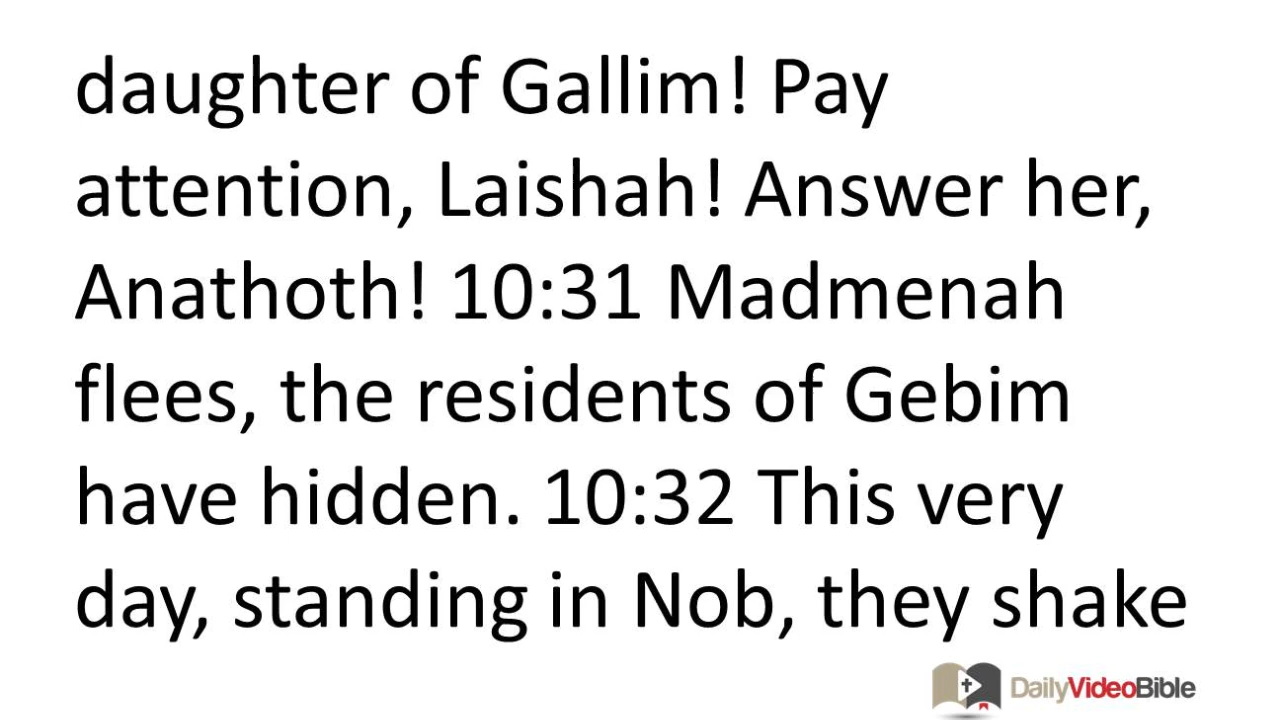 daughter of Gallim! Pay
attention, Laishah! Answer her,
Anathoth! 10:31 Madmenah
flees, the residents of Gebim
have hidden. 10:32 This very
day, standing in Nob, they shake
DailyVideoBible